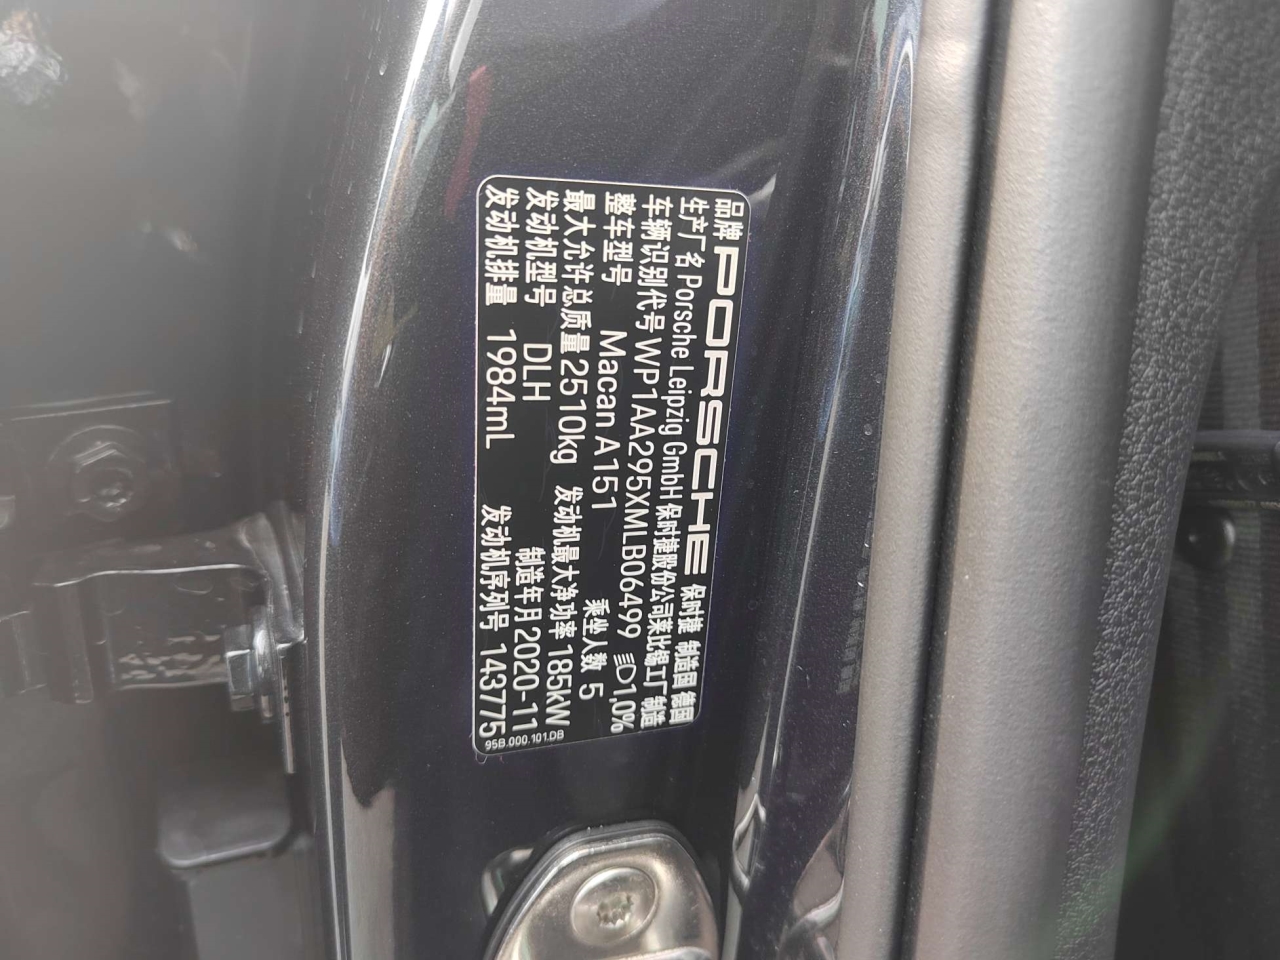 品牌 PORSCHE 保时捷 制造国 德国
生产厂名 Porsche Leipzig GmbH 保时捷股份公司莱比锡工厂制造
车辆识别代号 WP1AA295XMLB06499 1,0%
整车型号 Macan A151 乘坐人数 5
最大允许总质量 2510kg 发动机最大净功率 185kW
发动机型号 DLH 制造年月 2020-11
发动机排量 1984mL 发动机序列号 143775
95B.000.101.DB